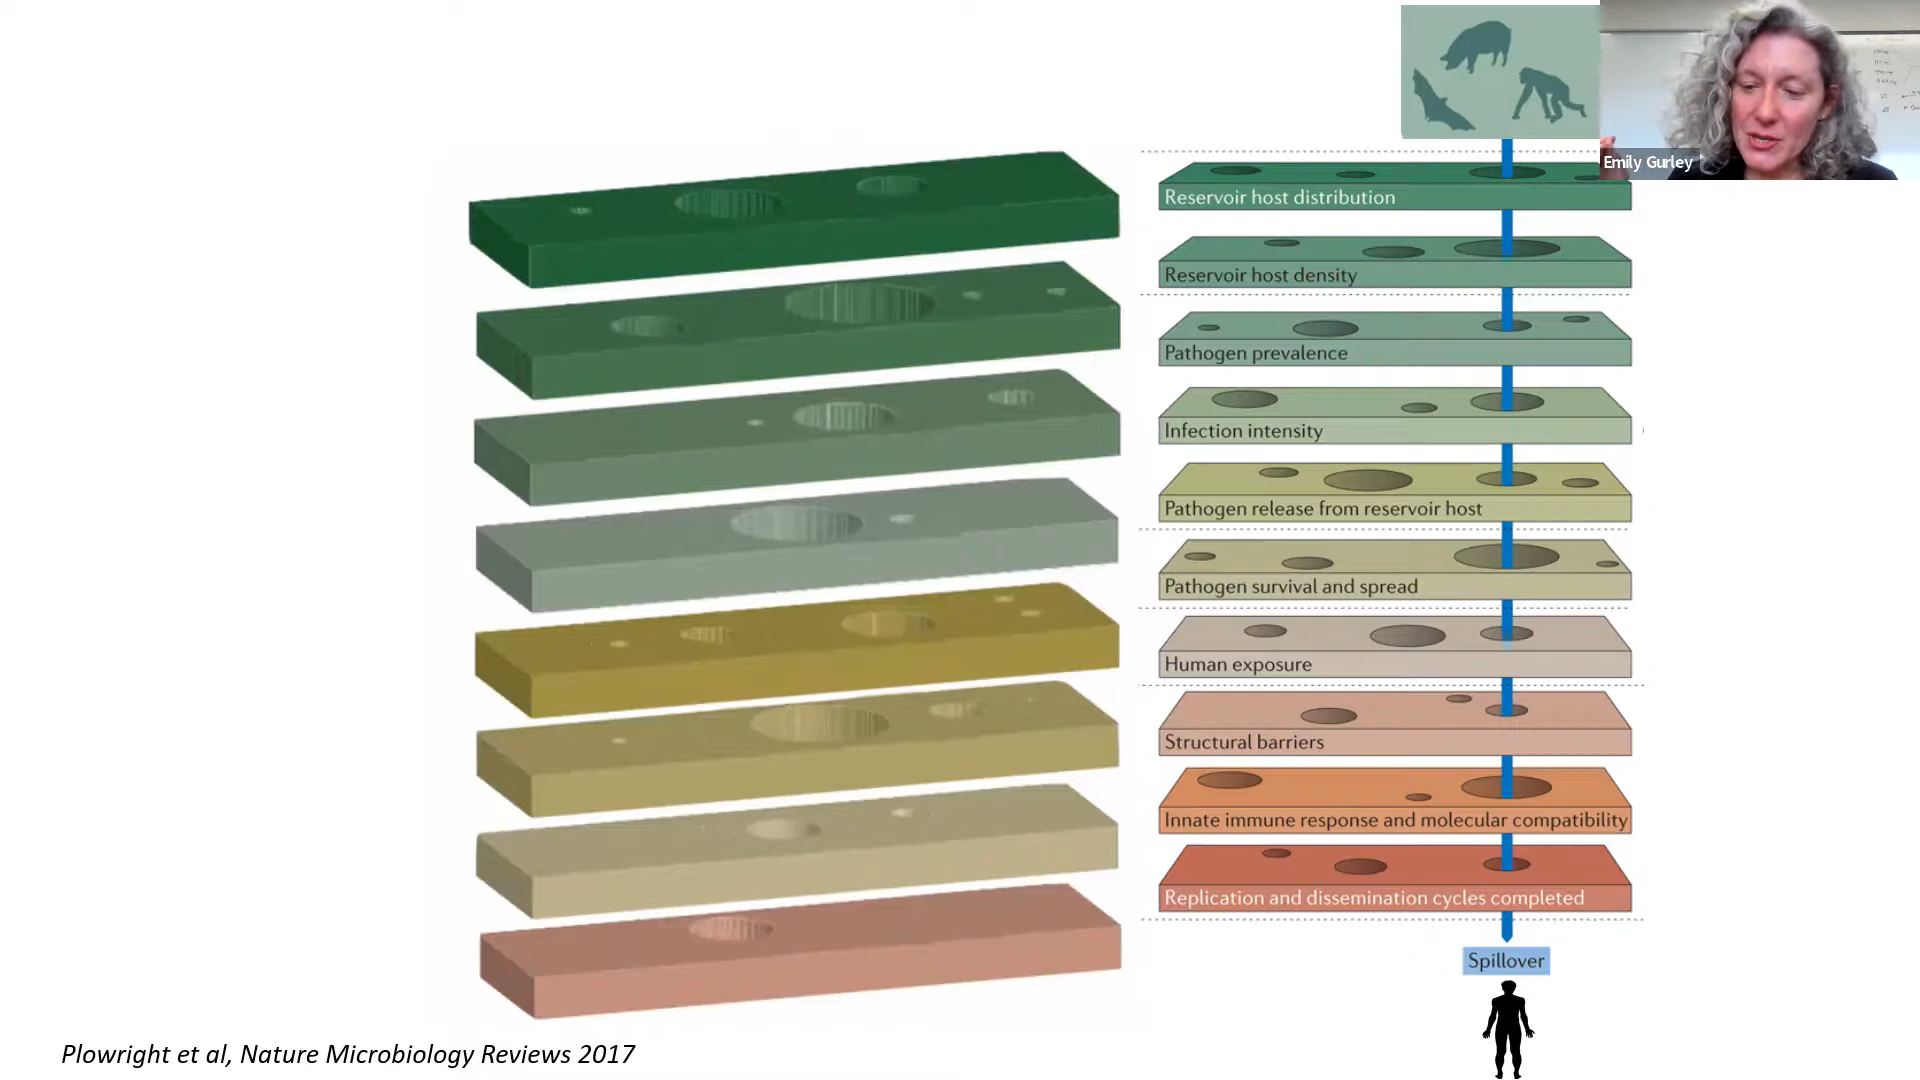 Emily Gurley
Reservoir host distribution
Reservoir host density
Pathogen prevalence
Infection intensity
Pathogen release from reservoir host
Pathogen survival and spread
Human exposure
Structural barriers
Innate immune response and molecular compatibility
Replication and dissemination cycles completed
Spillover
Plowright et al, Nature Microbiology Reviews 2017